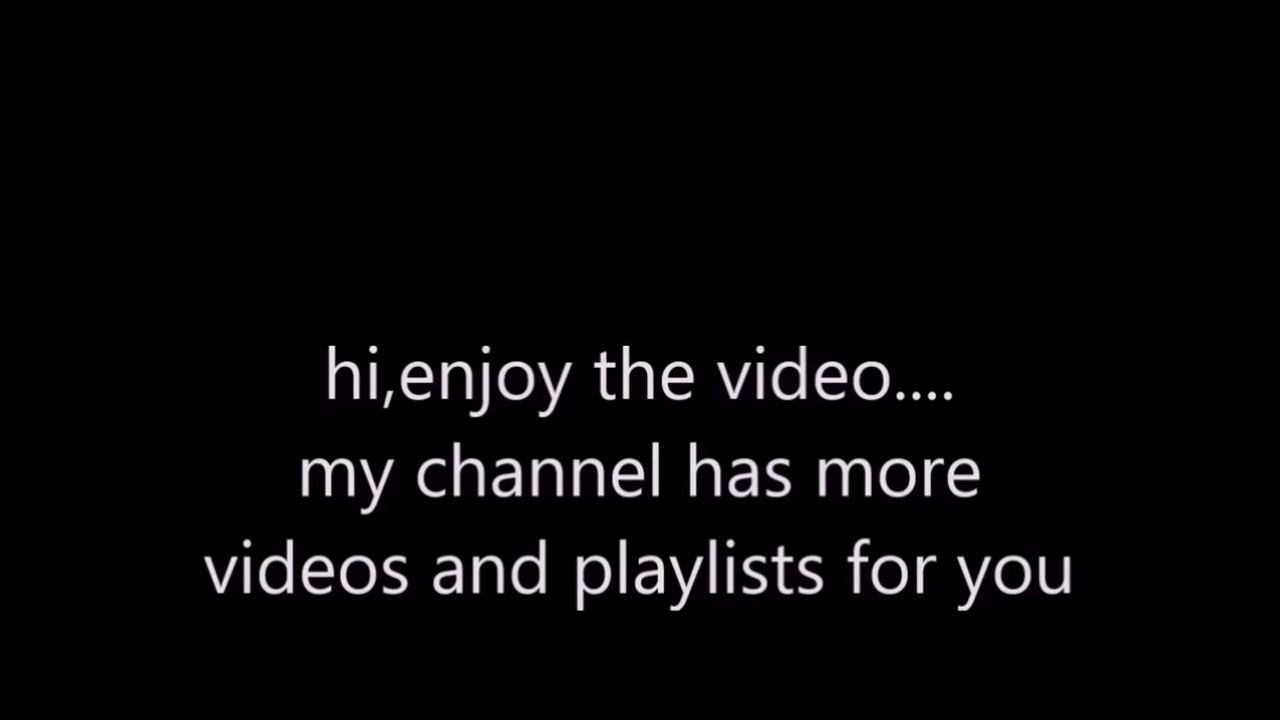 hi,enjoy the video....
my channel has more
videos and playlists for you